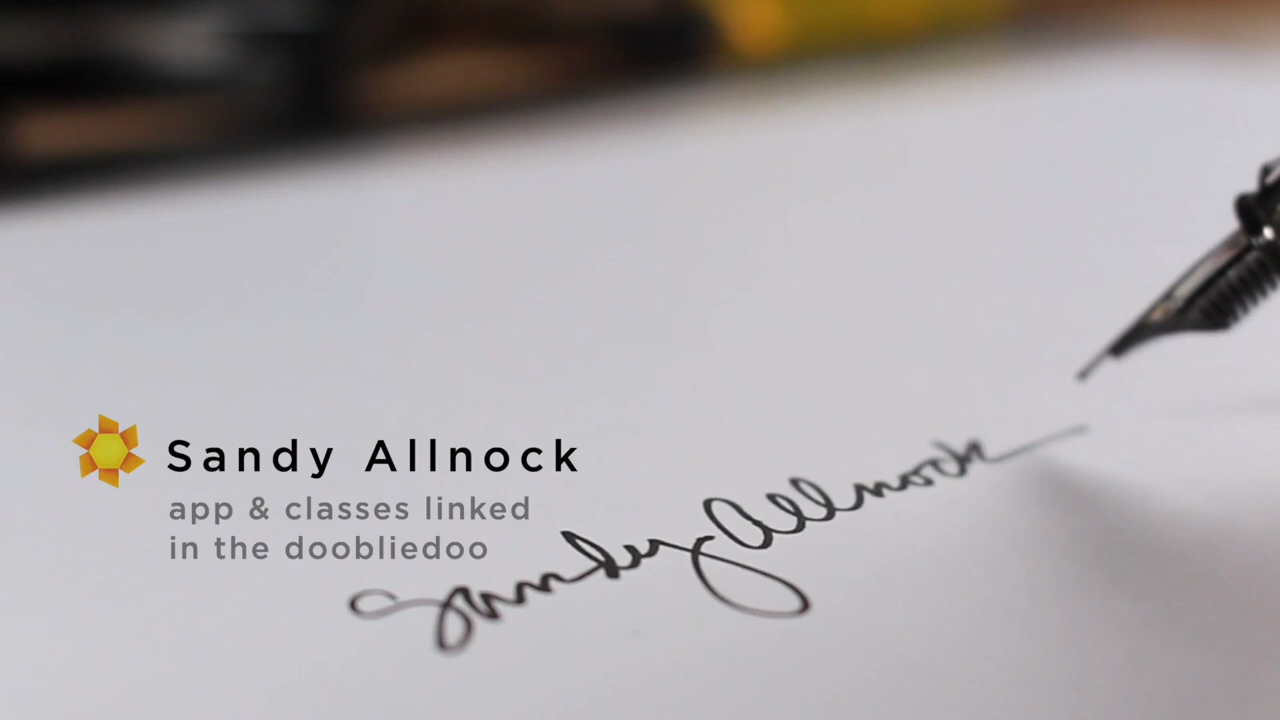 Sandy Allnock
app & classes linked
in the doobliedoo
Sandy Allnock